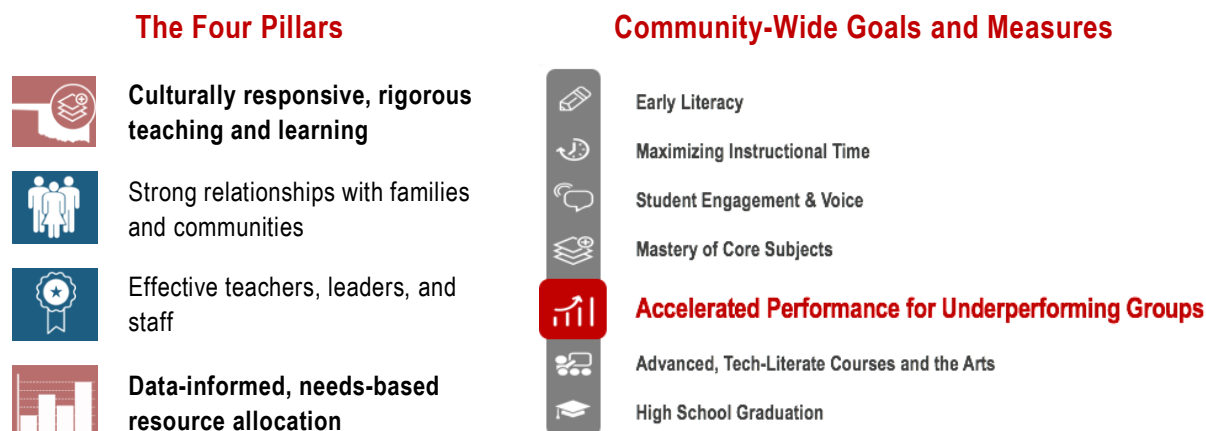 The Four Pillars
Culturally responsive, rigorous
teaching and learning
Strong relationships with families
and communities
Effective teachers, leaders, and
staff
Data-informed, needs-based
resource allocation
Community-Wide Goals and Measures
Early Literacy
Maximizing Instructional Time
Student Engagement & Voice
Mastery of Core Subjects
Accelerated Performance for Underperforming Groups
Advanced, Tech-Literate Courses and the Arts
High School Graduation